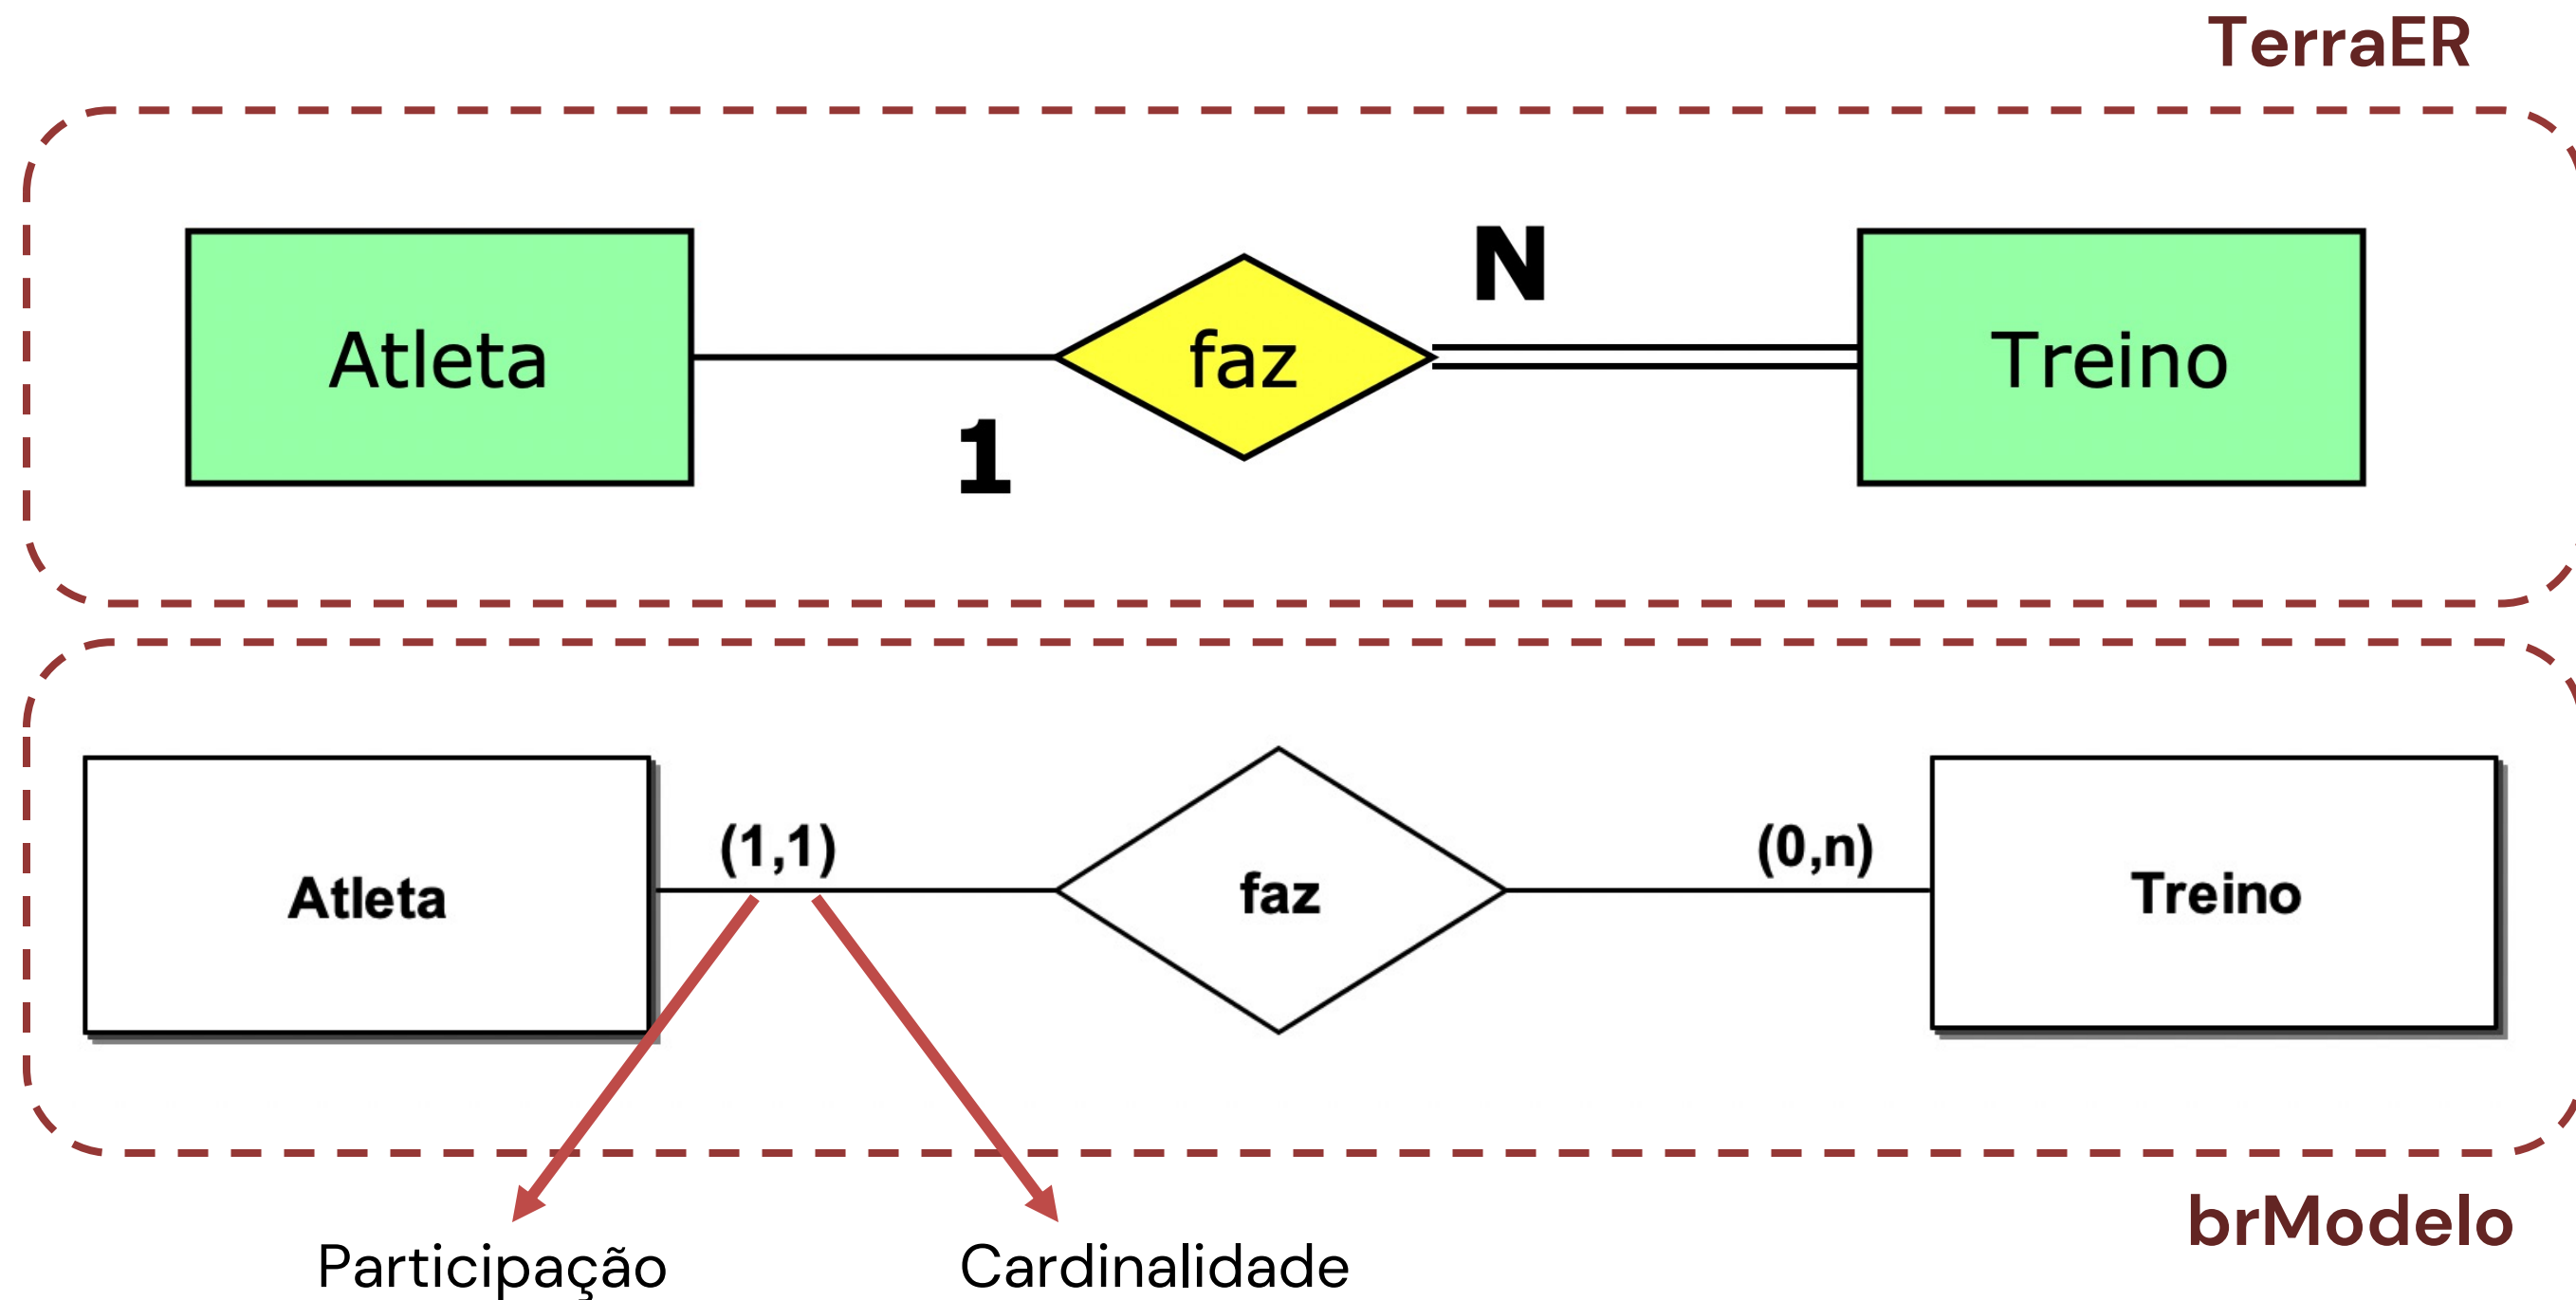 TerraER
Atleta
1
faz
N
Treino
Atleta
(1,1)
faz
(0,n)
Treino
brModelo
Participação
Cardinalidade